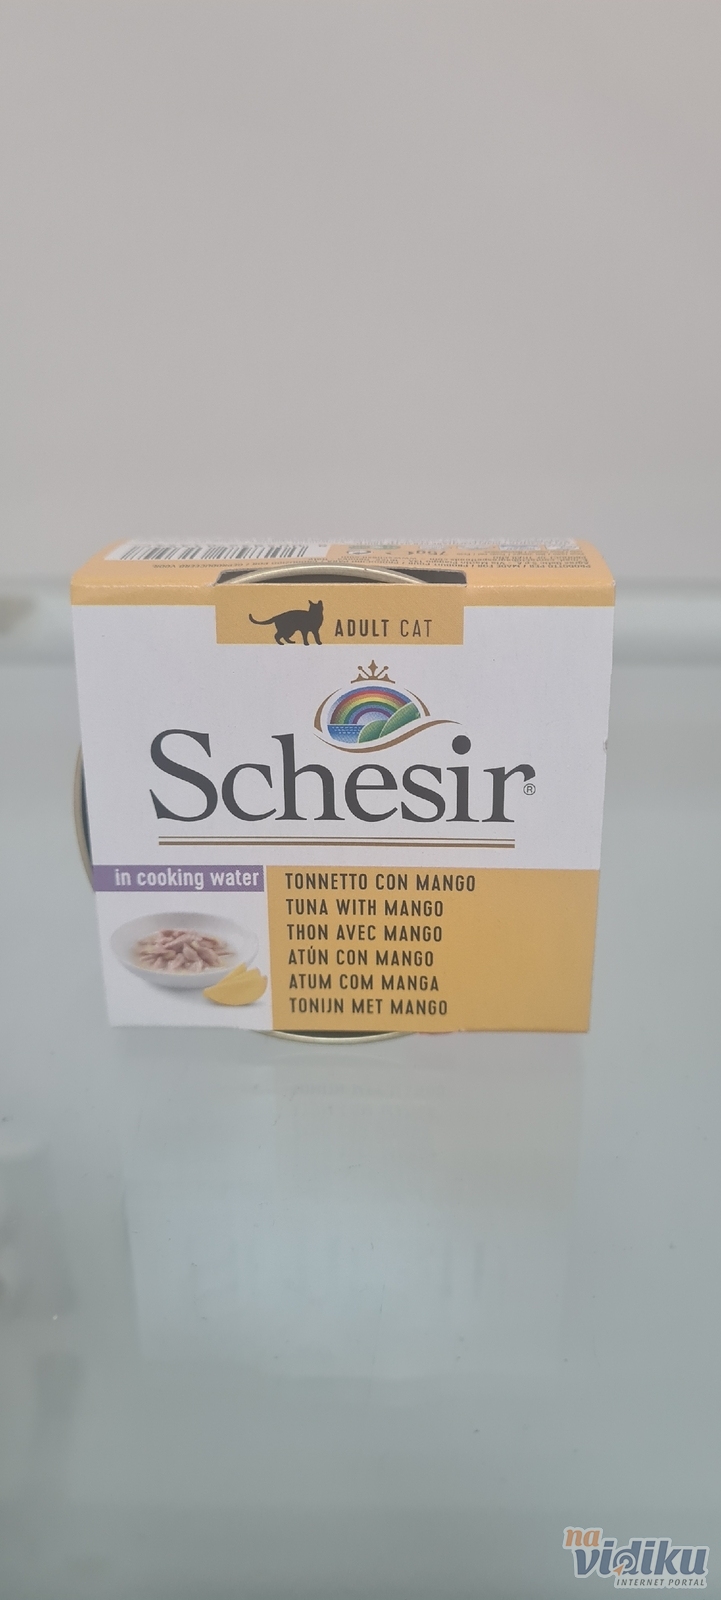 75g e
ADULT CAT
Schesir®
in cooking water
TONNETTO CON MANGO
TUNA WITH MANGO
THON AVEC MANGO
ATÚN CON MANGO
ATUM COM MANGA
TONIJN MET MANGO
na
vidiku
INTERNET PORTAL